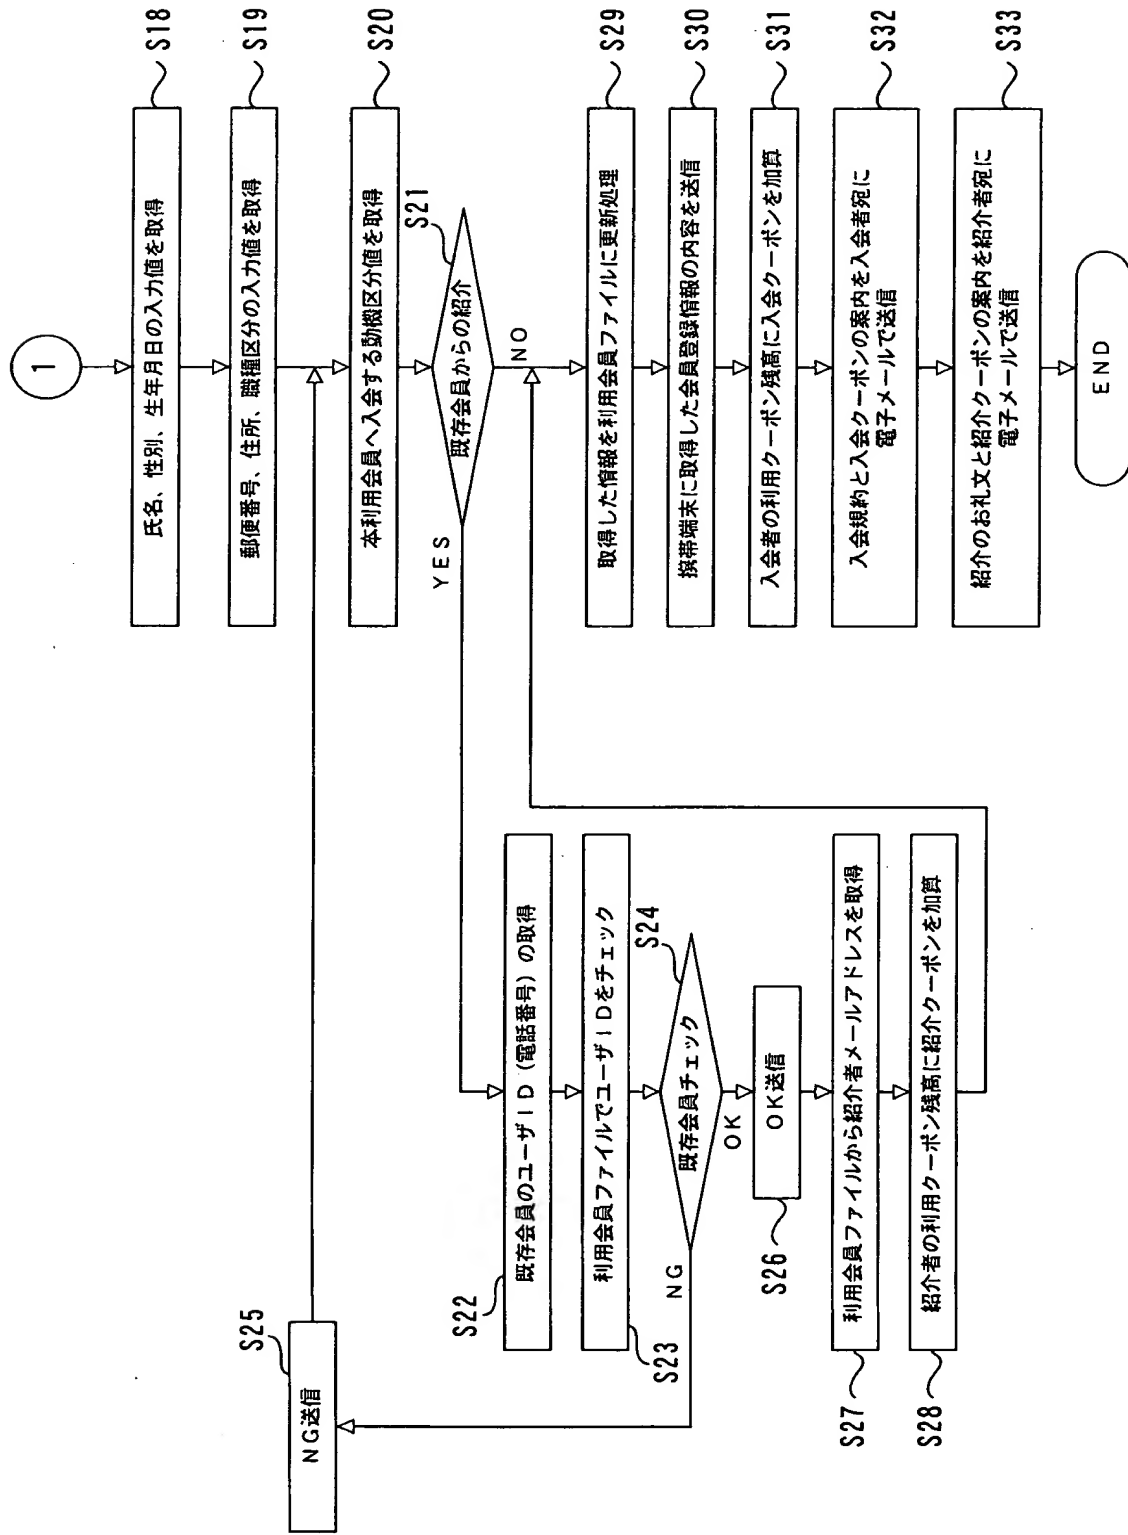 1
氏名、性別、生年月日の入力値を取得
S18
郵便番号、住所、職種区分の入力値を取得
S19
本利用会員へ入会する動機区分値を取得
S20
既存会員からの紹介
S21
YES
NO
既存会員のユーザID(電話番号)の取得
S22
利用会員ファイルでユーザIDをチェック
S23
既存会員チェック
S24
NG
OK
NG送信
S25
OK送信
S26
利用会員ファイルから紹介者メールアドレスを取得
S27
紹介者の利用クーポン残高に紹介クーポンを加算
S28
取得した情報を利用会員ファイルに更新処理
S29
携帯端末に取得した会員登録情報の内容を送信
S30
入会者の利用クーポン残高に入会クーポンを加算
S31
入会規約と入会クーポンの案内を入会者宛に
電子メールで送信
S32
紹介のお礼文と紹介クーポンの案内を紹介者宛に
電子メールで送信
S33
END